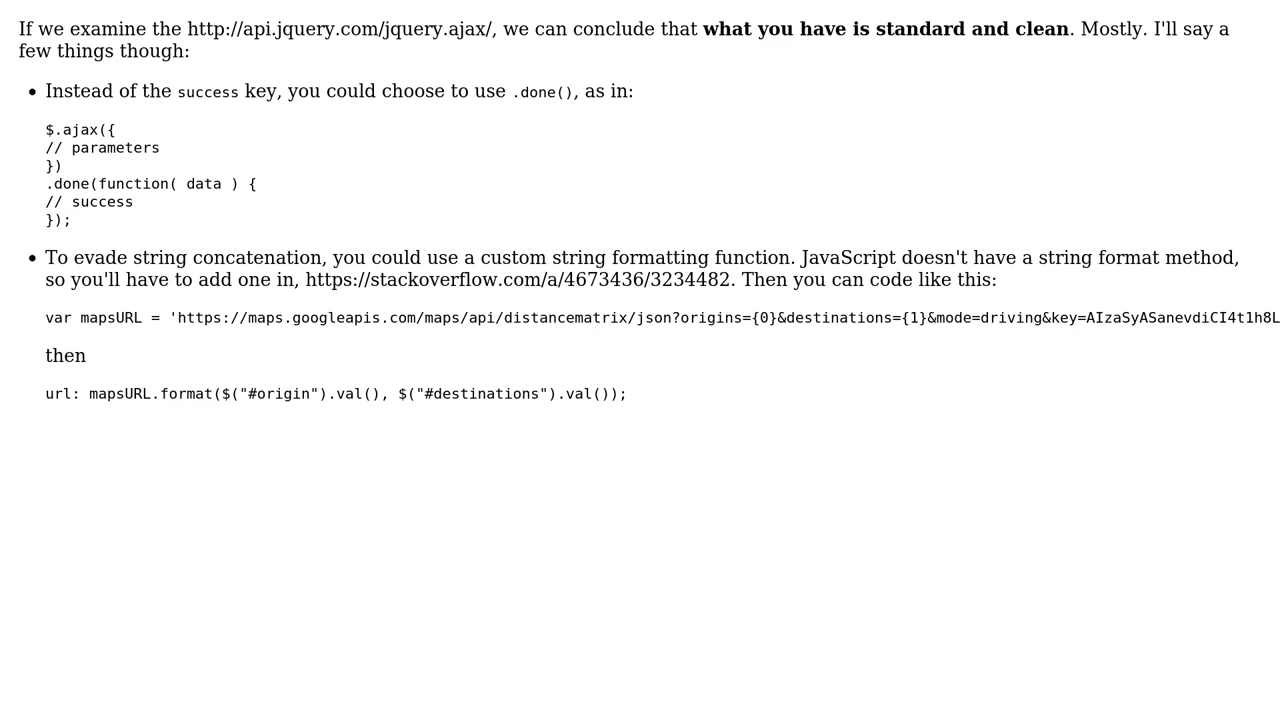 If we examine the http://api.jquery.com/jquery.ajax/, we can conclude that what you have is standard and clean. Mostly. I'll say a
few things though:
• Instead of the success key, you could choose to use .done(), as in:
$.ajax({
// parameters
})
.done(function( data ) {
// success
});
• To evade string concatenation, you could use a custom string formatting function. JavaScript doesn't have a string format method,
so you'll have to add one in, https://stackoverflow.com/a/4673436/3234482. Then you can code like this:
var mapsURL = 'https://maps.googleapis.com/maps/api/distancematrix/json?origins={0}&destinations={1}&mode=driving&key=AIzaSyASanevdiCI4t1h8L
then
url: mapsURL.format($("#origin").val(), $("#destinations").val());